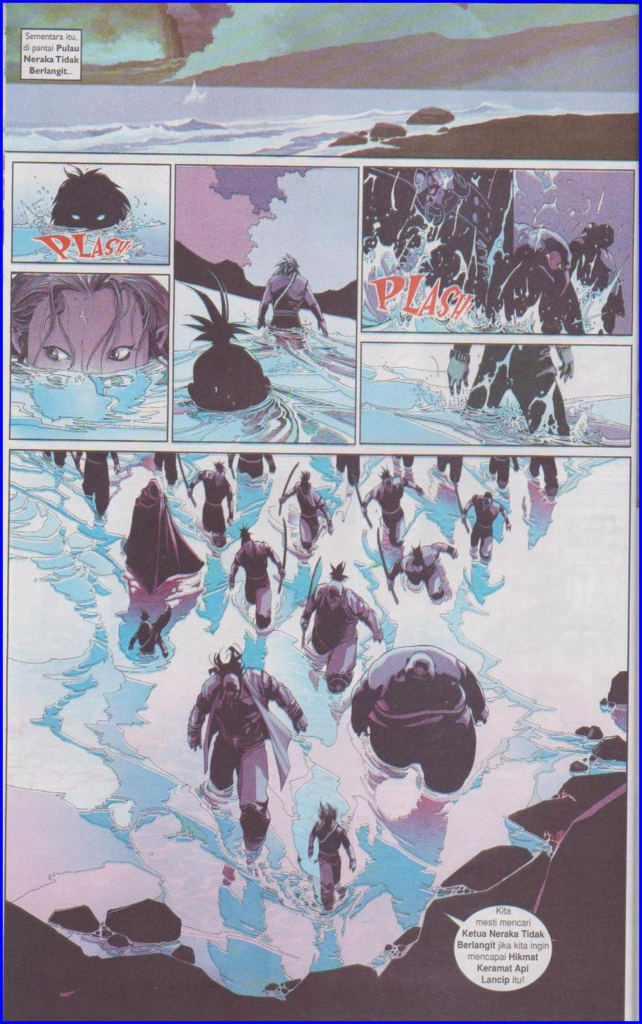 Sementara itu,
di pantai Pulau
Neraka Tidak
Berlangit...
PLASH
PLASH
Kita
mesti mencari
Ketua Neraka Tidak
Berlangit jika kita ingin
mencapai Hikmat
Keramat Api
Lancip itu!